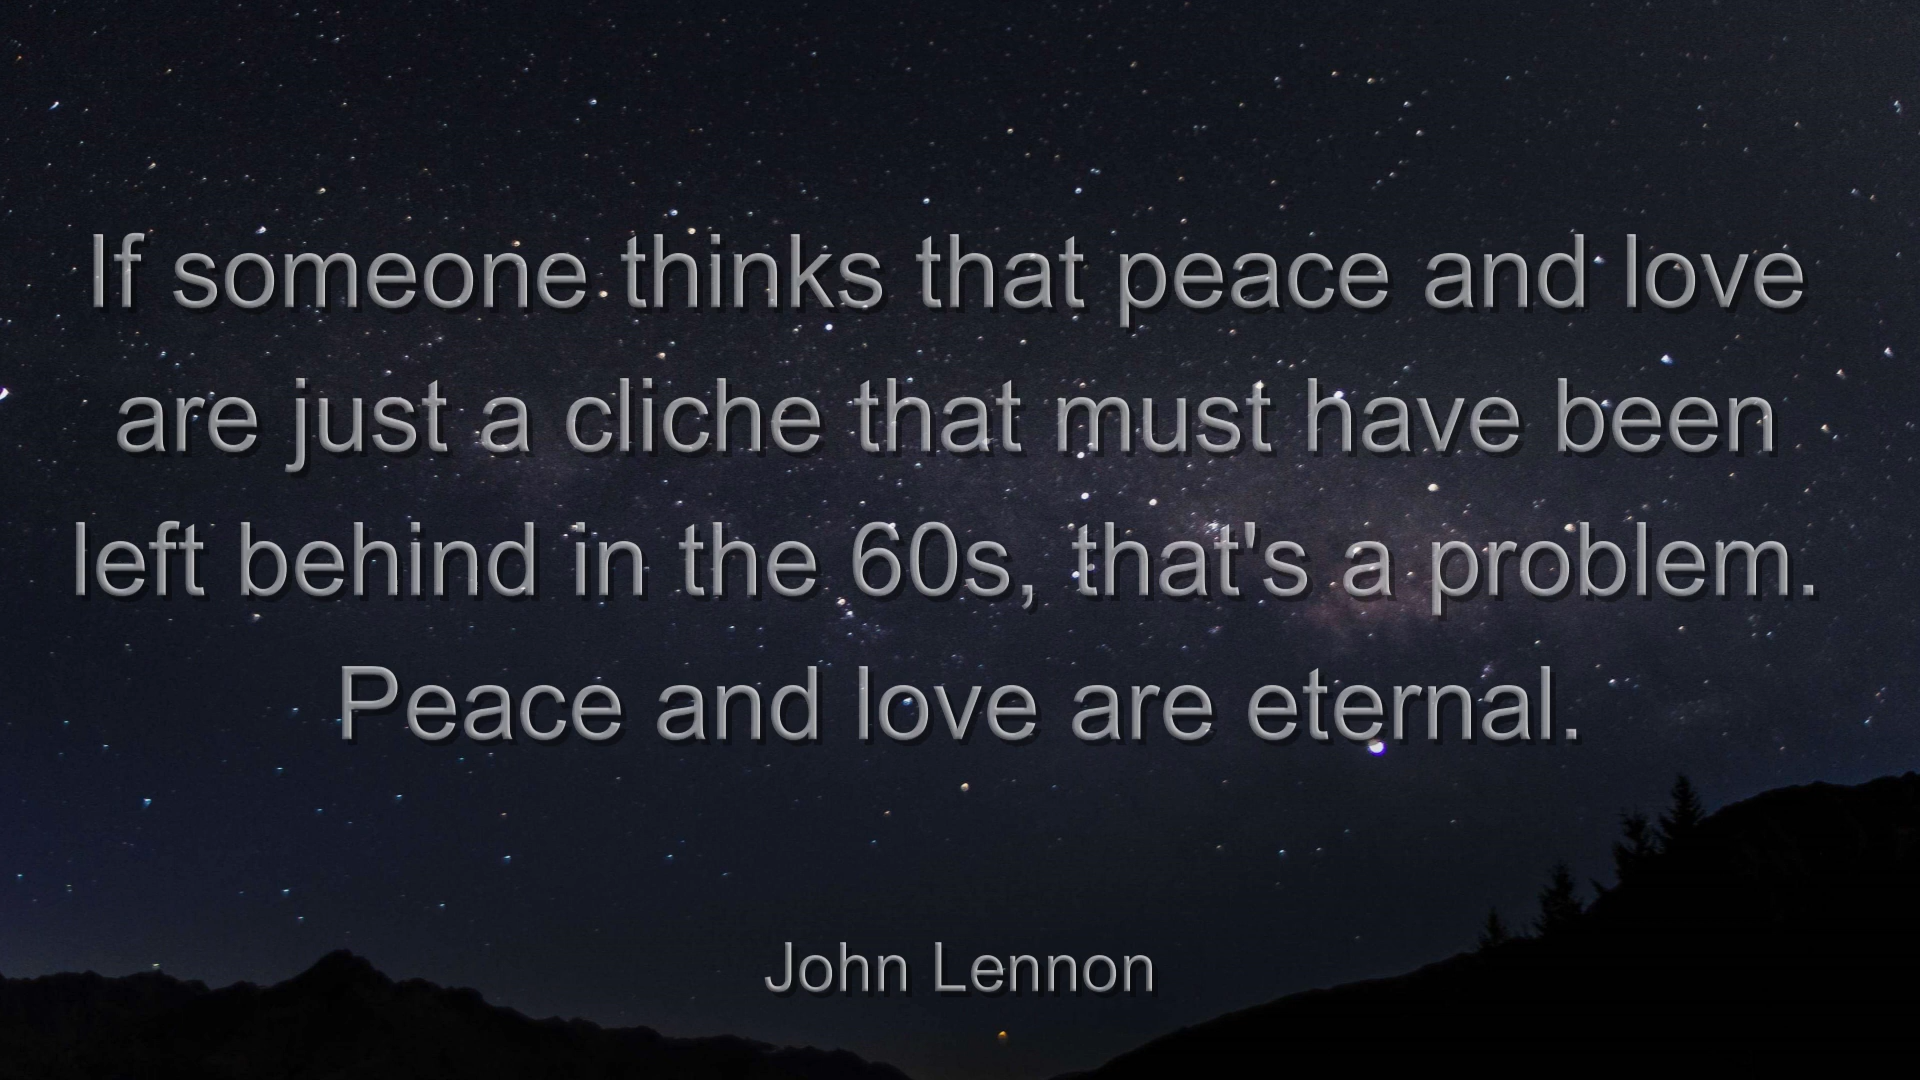 If someone thinks that peace and love
are just a cliche that must have been
left behind in the 60s, that's a problem.
Peace and love are eternal.
John Lennon